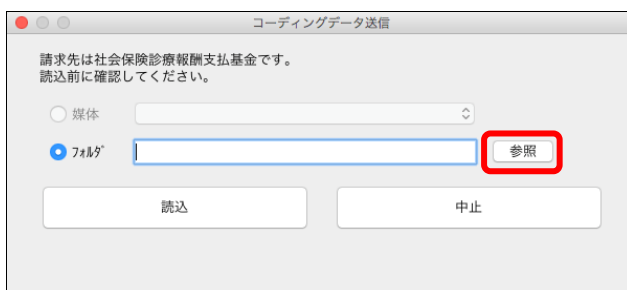 コーディングデータ送信
請求先は社会保険診療報酬支払基金です。
読込前に確認してください。
媒体
ﾌｫﾙﾀﾞ 参照
読込 中止